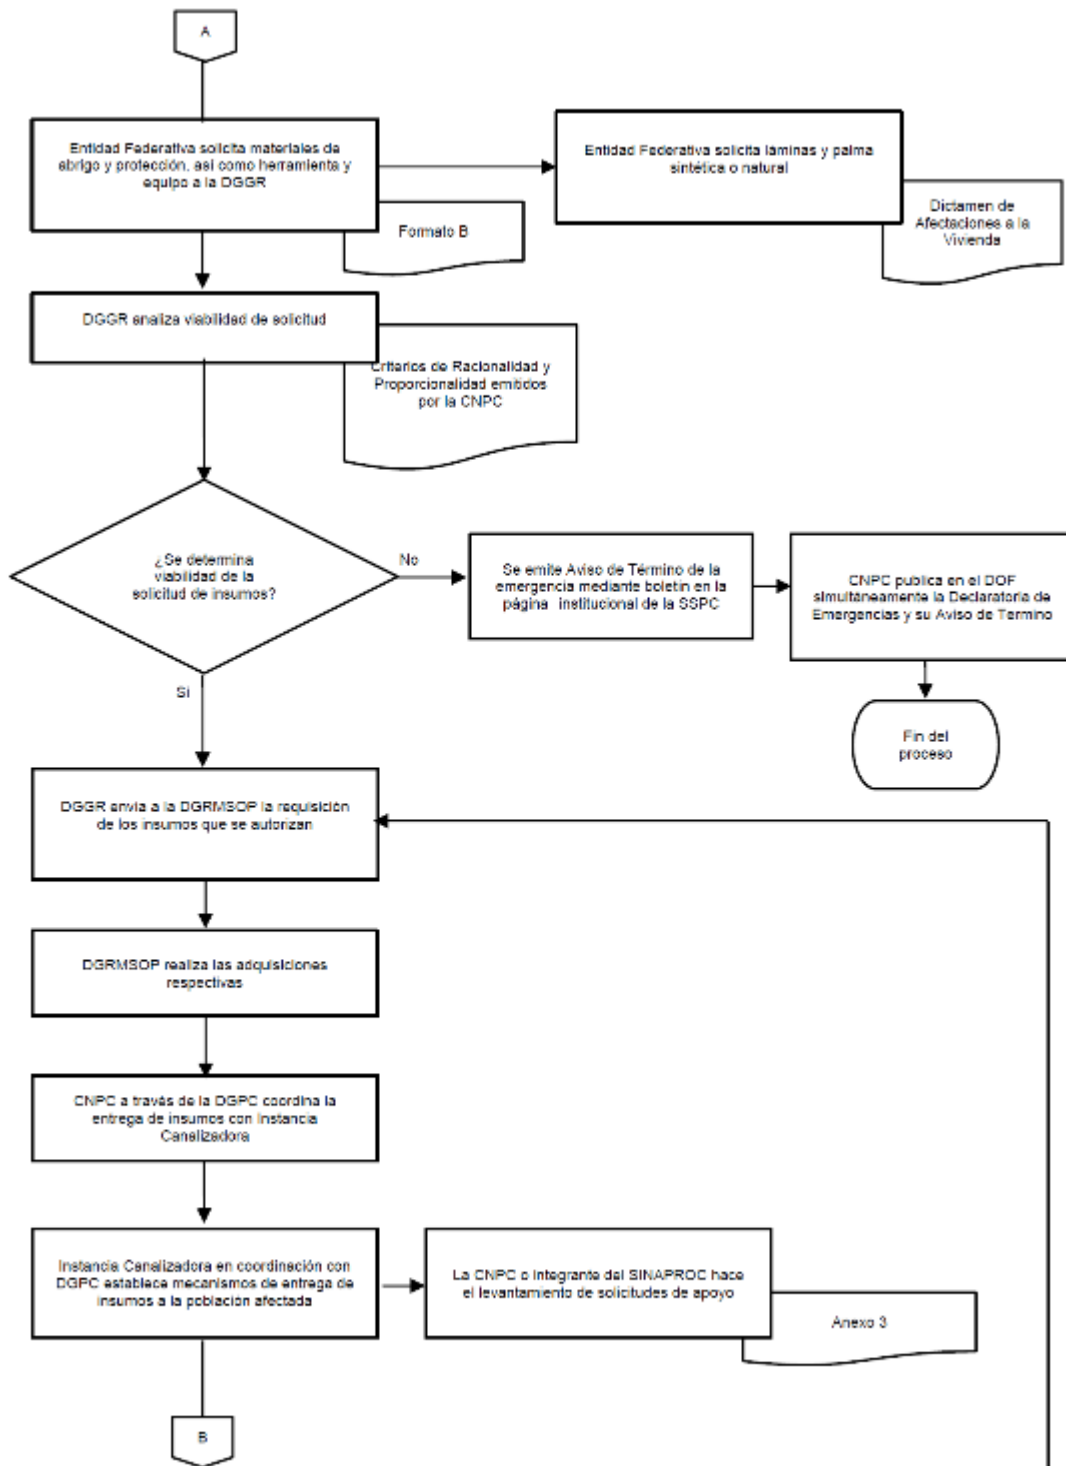 A
Entidad Federativa solicita materiales de
abrigo y protección, así como herramienta y
equipo a la DGGR
Formato B
Entidad Federativa solicita láminas y palma
sintética o natural
Dictamen de
Afectaciones a la
Vivienda
DGGR analiza viabilidad de solicitud
Criterios de Racionalidad y
Proporcionalidad emitidos
por la CNPC
¿Se determina
viabilidad de la
solicitud de insumos?
No
Se emite Aviso de Término de la
emergencia mediante boletín en la
página institucional de la SSPC
CNPC publica en el DOF
simultáneamente la Declaratoria de
Emergencias y su Aviso de Termino
Fin del
proceso
Sí
DGGR envía a la DGRMSOP la requisición
de los insumos que se autorizan
DGRMSOP realiza las adquisiciones
respectivas
CNPC a través de la DGPC coordina la
entrega de insumos con Instancia
Canalizadora
Instancia Canalizadora en coordinación con
DGPC establece mecanismos de entrega de
insumos a la población afectada
La CNPC o integrante del SINAPROC hace
el levantamiento de solicitudes de apoyo
Anexo 3
B